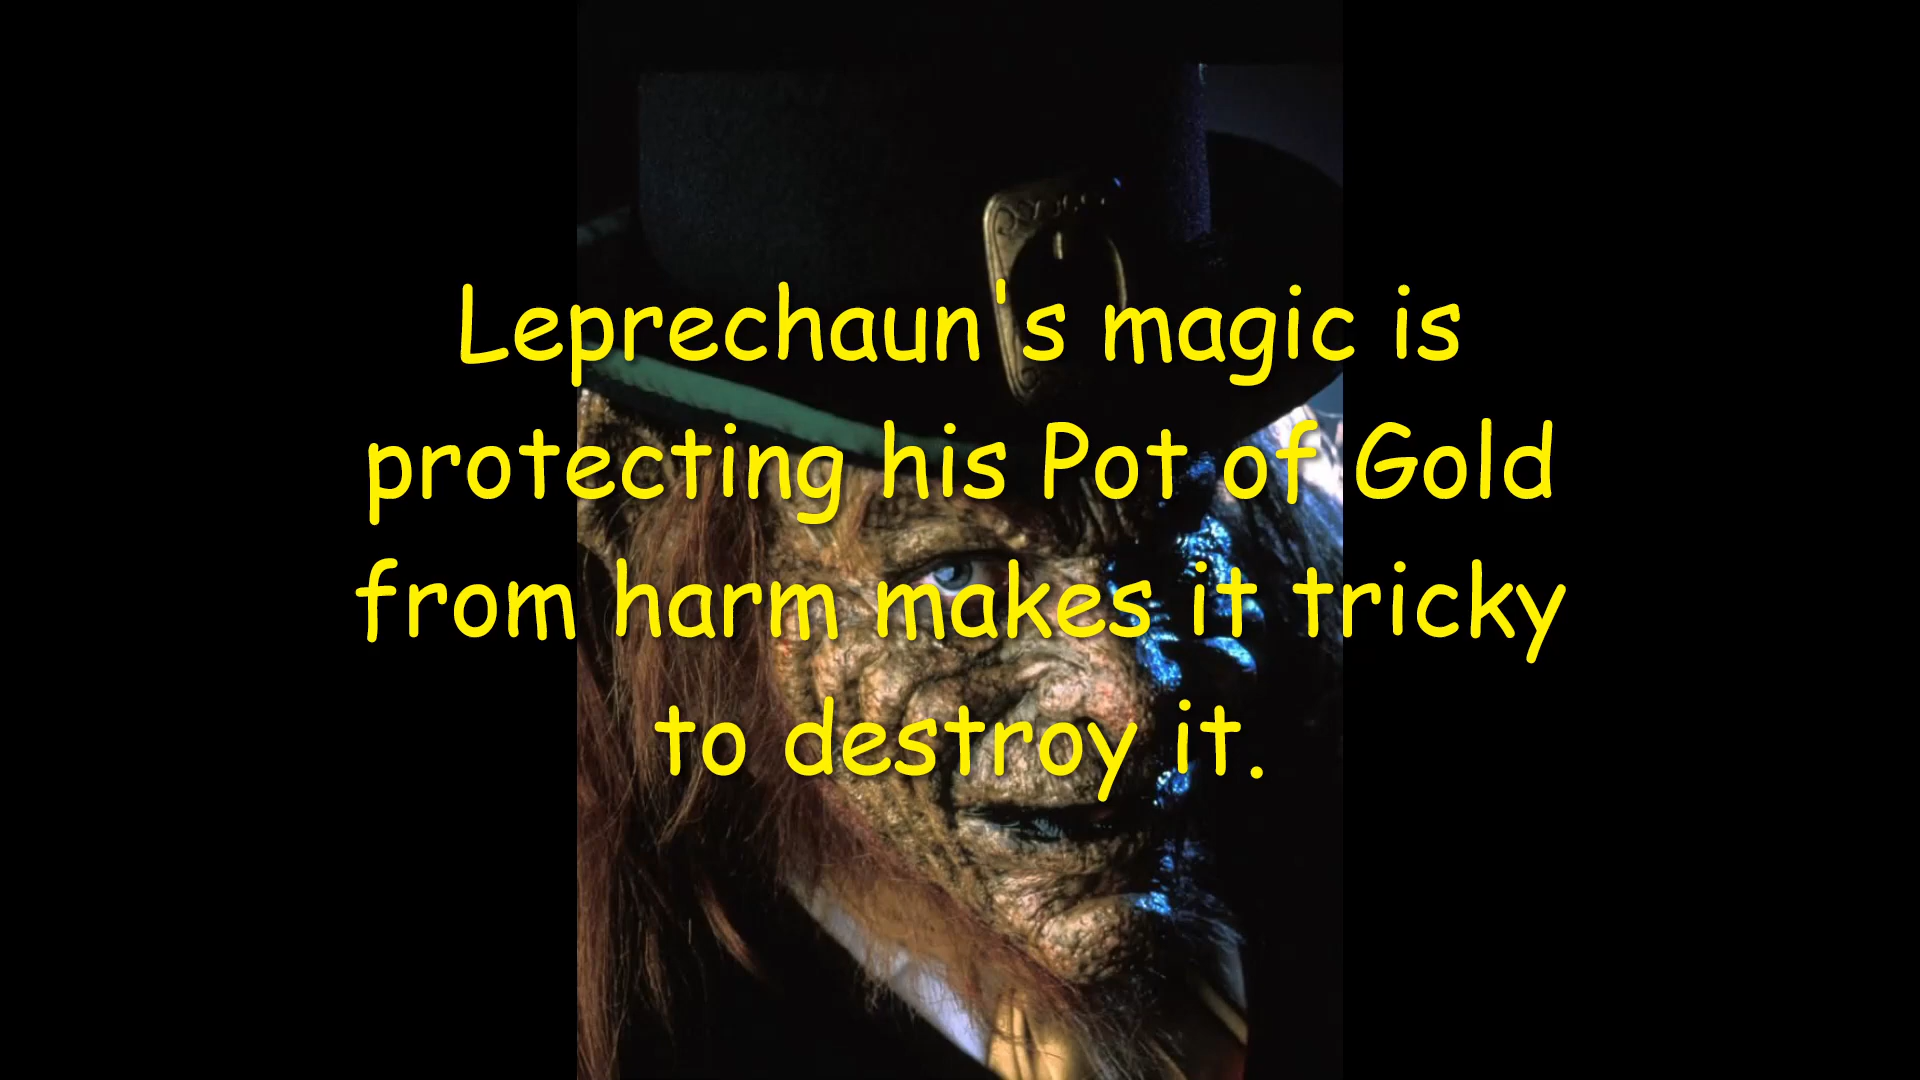 Leprechaun's magic is
protecting his Pot of Gold
from harm makes it tricky
to destroy it.